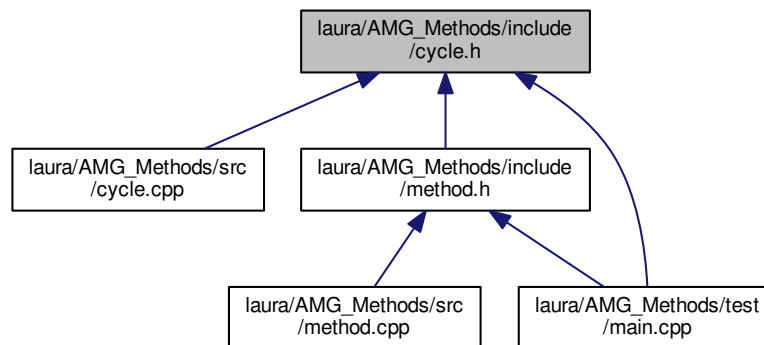 laura/AMG_Methods/include
/cycle.h
laura/AMG_Methods/src
/cycle.cpp
laura/AMG_Methods/include
/method.h
laura/AMG_Methods/src
/method.cpp
laura/AMG_Methods/test
/main.cpp